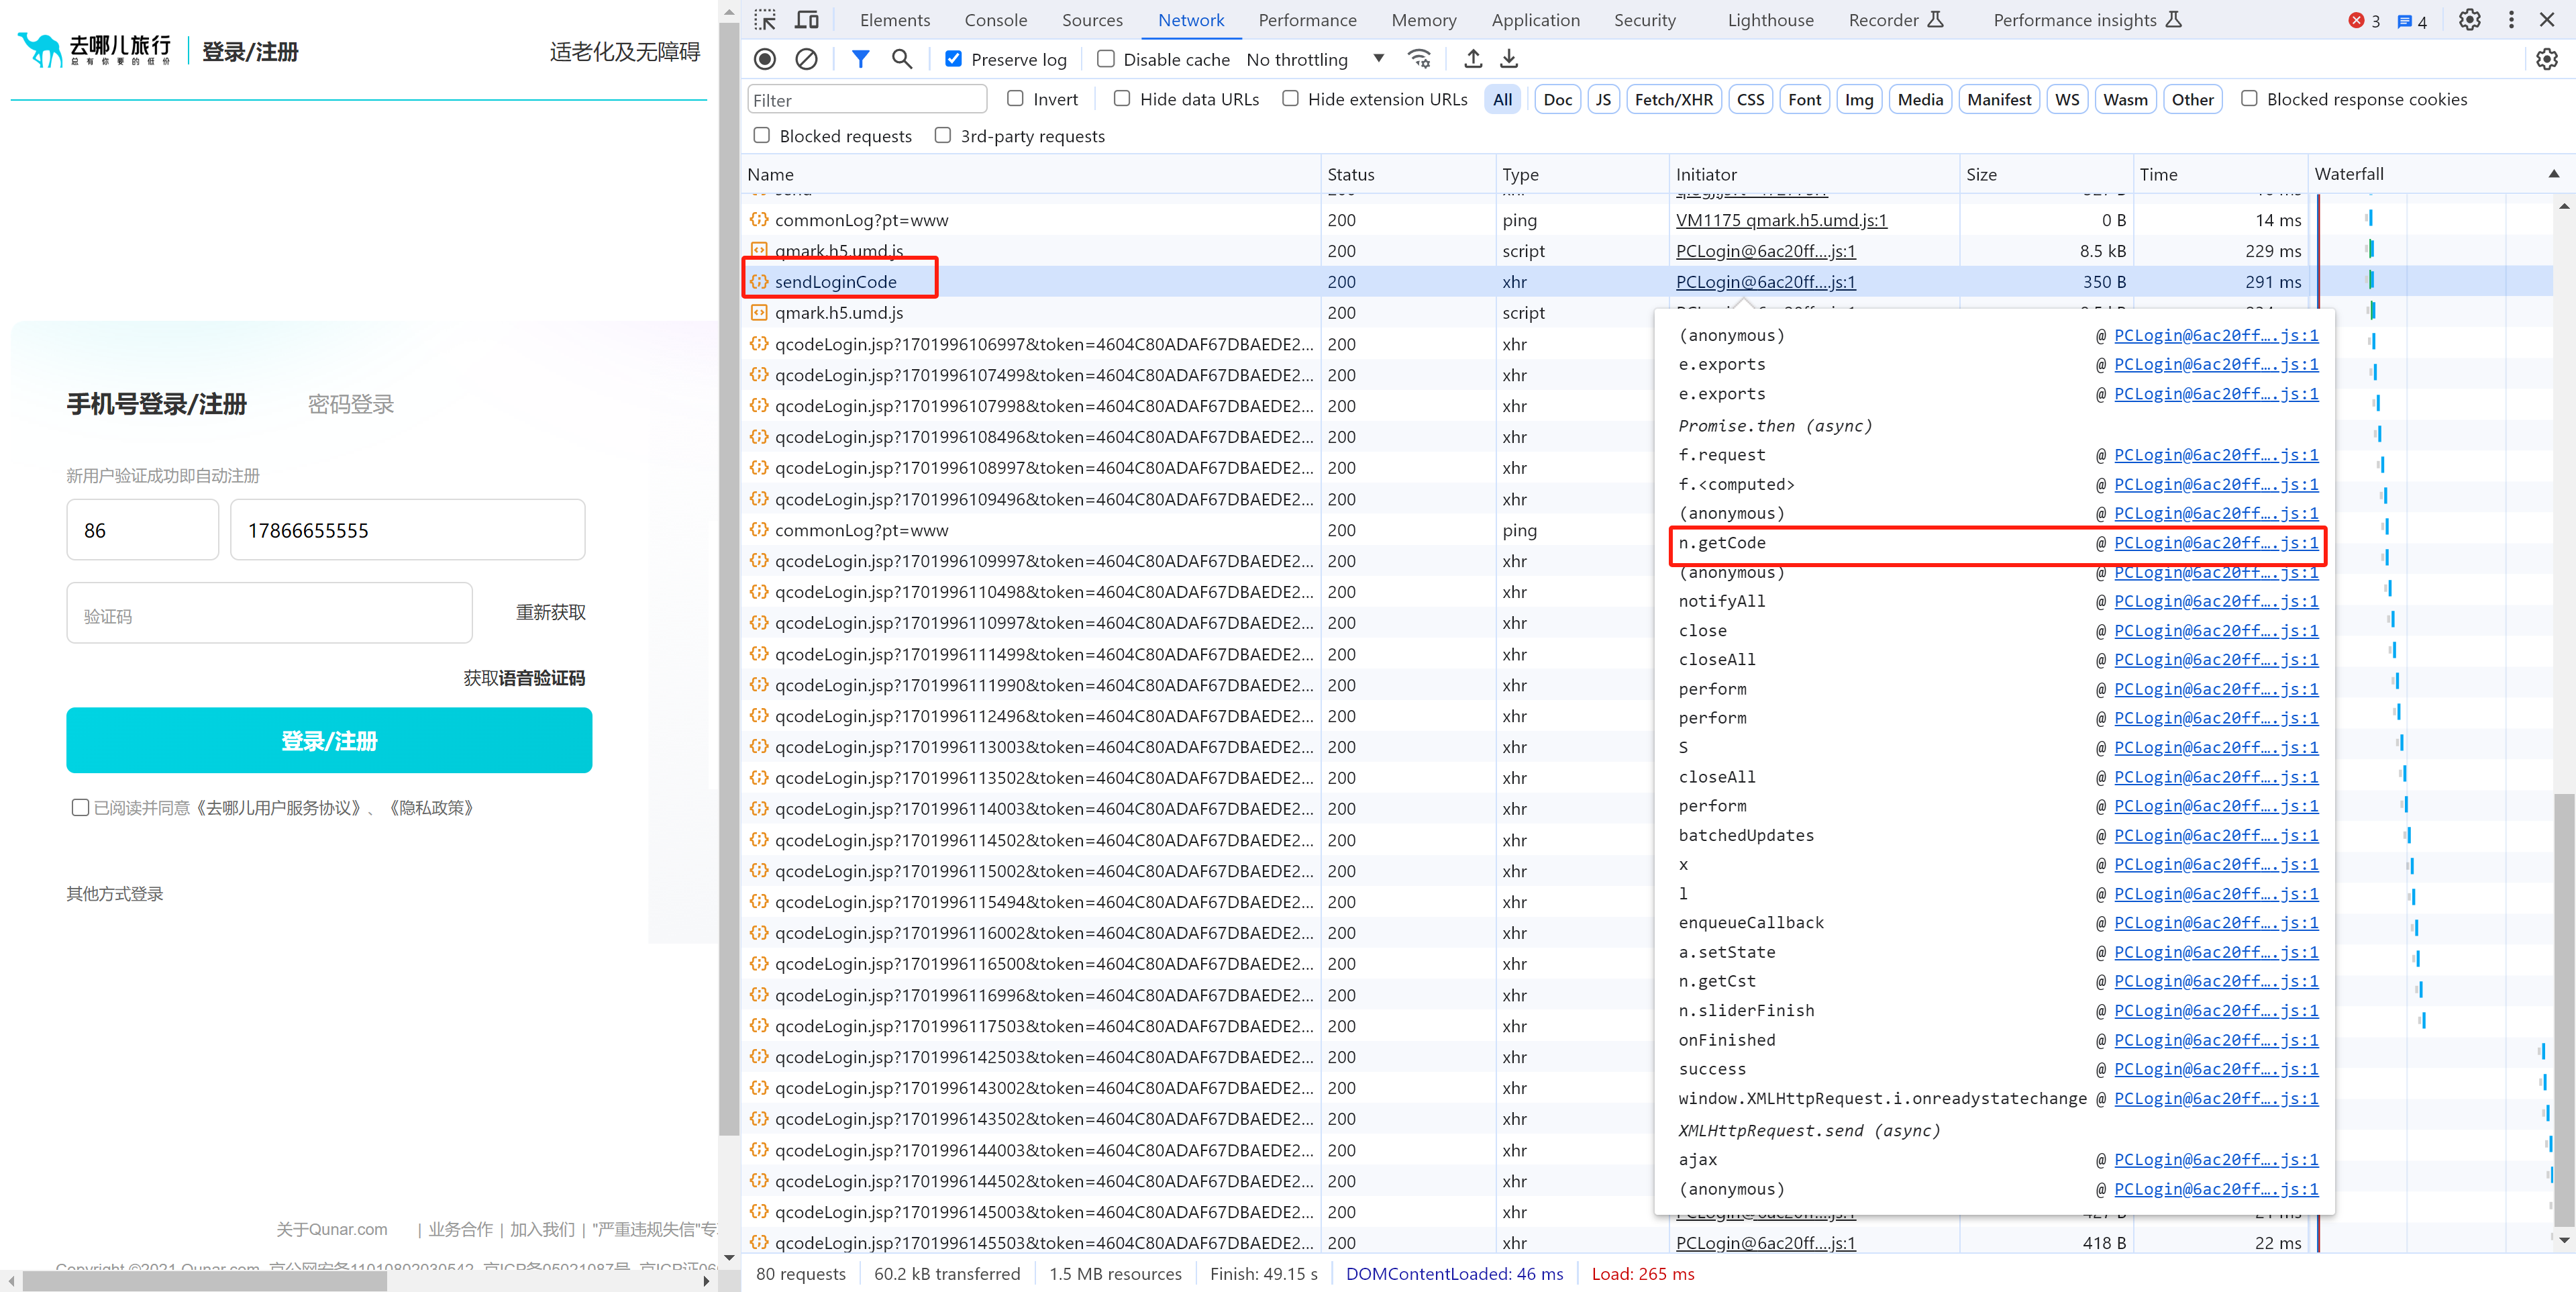 去哪儿旅行
总有你要的低价
登录/注册
适老化及无障碍
手机号登录/注册
密码登录
新用户验证成功即自动注册
86
17866655555
验证码
重新获取
获取语音验证码
登录/注册
已阅读并同意《去哪儿用户服务协议》、《隐私政策》
其他方式登录
关于Qunar.com | 业务合作 | 加入我们 | "严重违规失信"专
Elements Console Sources Network Performance Memory Application Security Lighthouse Recorder Performance insights 3 4
Preserve log Disable cache No throttling
Filter Invert Hide data URLs Hide extension URLs All Doc JS Fetch/XHR CSS Font Img Media Manifest WS Wasm Other Blocked response cookies
Blocked requests 3rd-party requests
Name Status Type Initiator Size Time Waterfall
commonLog?pt=www 200 ping VM1175 qmark.h5.umd.js:1 0 B 14 ms
qmark.h5.umd.js 200 script PCLogin@6ac20ff....js:1 8.5 kB 229 ms
sendLoginCode 200 xhr PCLogin@6ac20ff....js:1 350 B 291 ms
qmark.h5.umd.js 200 script
qcodeLogin.jsp?1701996106997&token=4604C80ADAF67DBAEDE2... 200 xhr
qcodeLogin.jsp?1701996107499&token=4604C80ADAF67DBAEDE2... 200 xhr
qcodeLogin.jsp?1701996107998&token=4604C80ADAF67DBAEDE2... 200 xhr
qcodeLogin.jsp?1701996108496&token=4604C80ADAF67DBAEDE2... 200 xhr
qcodeLogin.jsp?1701996108997&token=4604C80ADAF67DBAEDE2... 200 xhr
qcodeLogin.jsp?1701996109496&token=4604C80ADAF67DBAEDE2... 200 xhr
commonLog?pt=www 200 ping
qcodeLogin.jsp?1701996109997&token=4604C80ADAF67DBAEDE2... 200 xhr
qcodeLogin.jsp?1701996110498&token=4604C80ADAF67DBAEDE2... 200 xhr
qcodeLogin.jsp?1701996110997&token=4604C80ADAF67DBAEDE2... 200 xhr
qcodeLogin.jsp?1701996111499&token=4604C80ADAF67DBAEDE2... 200 xhr
qcodeLogin.jsp?1701996111990&token=4604C80ADAF67DBAEDE2... 200 xhr
qcodeLogin.jsp?1701996112496&token=4604C80ADAF67DBAEDE2... 200 xhr
qcodeLogin.jsp?1701996113003&token=4604C80ADAF67DBAEDE2... 200 xhr
qcodeLogin.jsp?1701996113502&token=4604C80ADAF67DBAEDE2... 200 xhr
qcodeLogin.jsp?1701996114003&token=4604C80ADAF67DBAEDE2... 200 xhr
qcodeLogin.jsp?1701996114502&token=4604C80ADAF67DBAEDE2... 200 xhr
qcodeLogin.jsp?1701996115002&token=4604C80ADAF67DBAEDE2... 200 xhr
qcodeLogin.jsp?1701996115494&token=4604C80ADAF67DBAEDE2... 200 xhr
qcodeLogin.jsp?1701996116002&token=4604C80ADAF67DBAEDE2... 200 xhr
qcodeLogin.jsp?1701996116500&token=4604C80ADAF67DBAEDE2... 200 xhr
qcodeLogin.jsp?1701996116996&token=4604C80ADAF67DBAEDE2... 200 xhr
qcodeLogin.jsp?1701996117503&token=4604C80ADAF67DBAEDE2... 200 xhr
qcodeLogin.jsp?1701996142503&token=4604C80ADAF67DBAEDE2... 200 xhr
qcodeLogin.jsp?1701996143002&token=4604C80ADAF67DBAEDE2... 200 xhr
qcodeLogin.jsp?1701996143502&token=4604C80ADAF67DBAEDE2... 200 xhr
qcodeLogin.jsp?1701996144003&token=4604C80ADAF67DBAEDE2... 200 xhr
qcodeLogin.jsp?1701996144502&token=4604C80ADAF67DBAEDE2... 200 xhr
qcodeLogin.jsp?1701996145003&token=4604C80ADAF67DBAEDE2... 200 xhr
qcodeLogin.jsp?1701996145503&token=4604C80ADAF67DBAEDE2... 200 xhr PCLogin@6ac20ff....js:1 418 B 22 ms
(anonymous) @ PCLogin@6ac20ff….js:1
e.exports @ PCLogin@6ac20ff….js:1
e.exports @ PCLogin@6ac20ff….js:1
Promise.then (async)
f.request @ PCLogin@6ac20ff….js:1
f.<computed> @ PCLogin@6ac20ff….js:1
(anonymous) @ PCLogin@6ac20ff….js:1
n.getCode @ PCLogin@6ac20ff….js:1
(anonymous) @ PCLogin@6ac20ff….js:1
notifyAll @ PCLogin@6ac20ff….js:1
close @ PCLogin@6ac20ff….js:1
closeAll @ PCLogin@6ac20ff….js:1
perform @ PCLogin@6ac20ff….js:1
perform @ PCLogin@6ac20ff….js:1
S @ PCLogin@6ac20ff….js:1
closeAll @ PCLogin@6ac20ff….js:1
perform @ PCLogin@6ac20ff….js:1
batchedUpdates @ PCLogin@6ac20ff….js:1
x @ PCLogin@6ac20ff….js:1
l @ PCLogin@6ac20ff….js:1
enqueueCallback @ PCLogin@6ac20ff….js:1
a.setState @ PCLogin@6ac20ff….js:1
n.getCst @ PCLogin@6ac20ff….js:1
n.sliderFinish @ PCLogin@6ac20ff….js:1
onFinished @ PCLogin@6ac20ff….js:1
success @ PCLogin@6ac20ff….js:1
window.XMLHttpRequest.i.onreadystatechange @ PCLogin@6ac20ff….js:1
XMLHttpRequest.send (async)
ajax @ PCLogin@6ac20ff….js:1
(anonymous) @ PCLogin@6ac20ff….js:1
80 requests 60.2 kB transferred 1.5 MB resources Finish: 49.15 s DOMContentLoaded: 46 ms Load: 265 ms